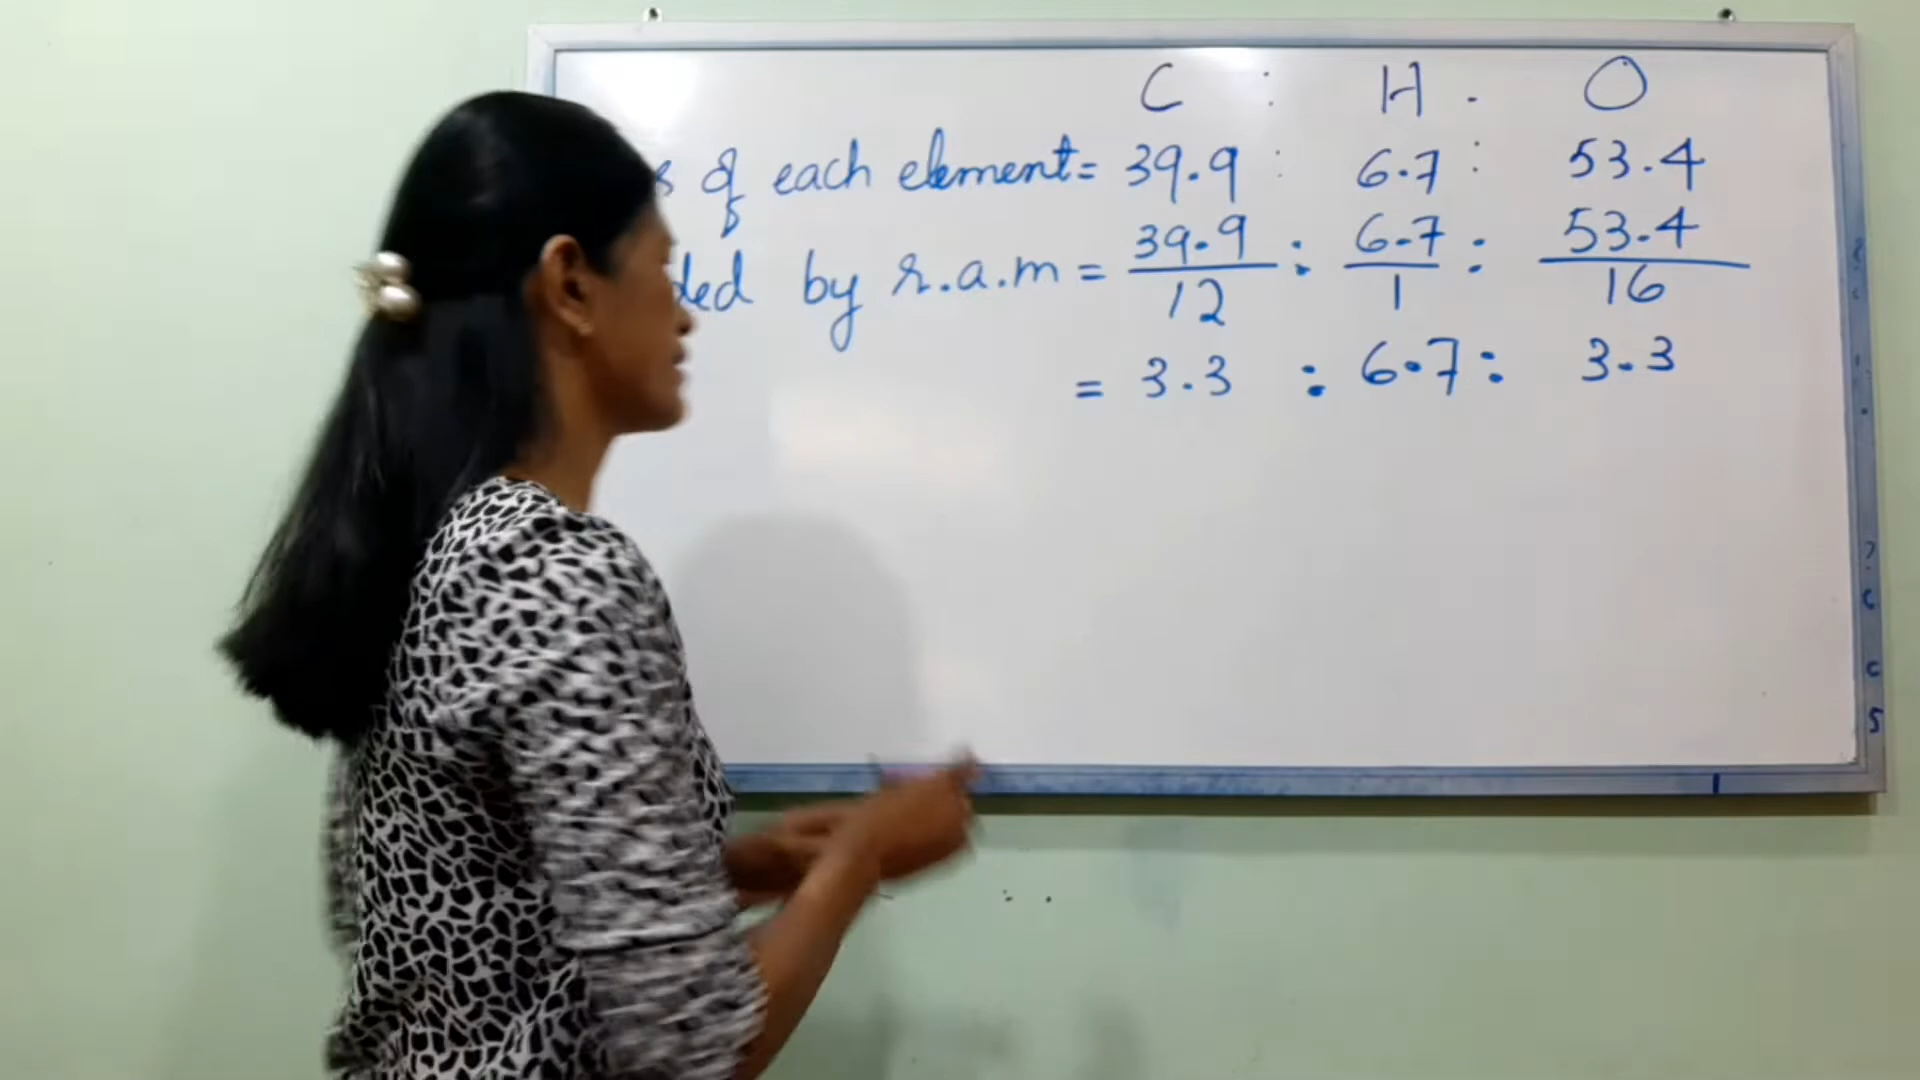 C : H : O
of each element = 39.9 : 6.7 : 53.4
by r.a.m = 39.9/12 : 6.7/1 : 53.4/16
= 3.3 : 6.7 : 3.3